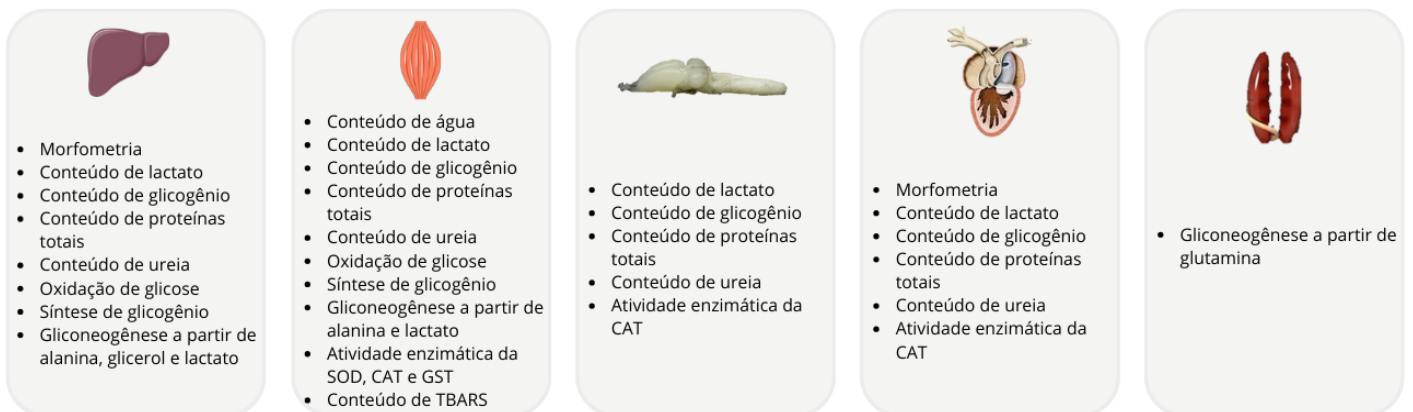 • Morfometria
• Conteúdo de lactato
• Conteúdo de glicogênio
• Conteúdo de proteínas
totais
• Conteúdo de ureia
• Oxidação de glicose
• Síntese de glicogênio
• Gliconeogênese a partir de
alanina, glicerol e lactato
• Conteúdo de água
• Conteúdo de lactato
• Conteúdo de glicogênio
• Conteúdo de proteínas
totais
• Conteúdo de ureia
• Oxidação de glicose
• Síntese de glicogênio
• Gliconeogênese a partir de
alanina e lactato
• Atividade enzimática da
SOD, CAT e GST
• Conteúdo de TBARS
• Conteúdo de lactato
• Conteúdo de glicogênio
• Conteúdo de proteínas
totais
• Conteúdo de ureia
• Atividade enzimática da
CAT
• Morfometria
• Conteúdo de lactato
• Conteúdo de glicogênio
• Conteúdo de proteínas
totais
• Conteúdo de ureia
• Atividade enzimática da
CAT
• Gliconeogênese a partir de
glutamina